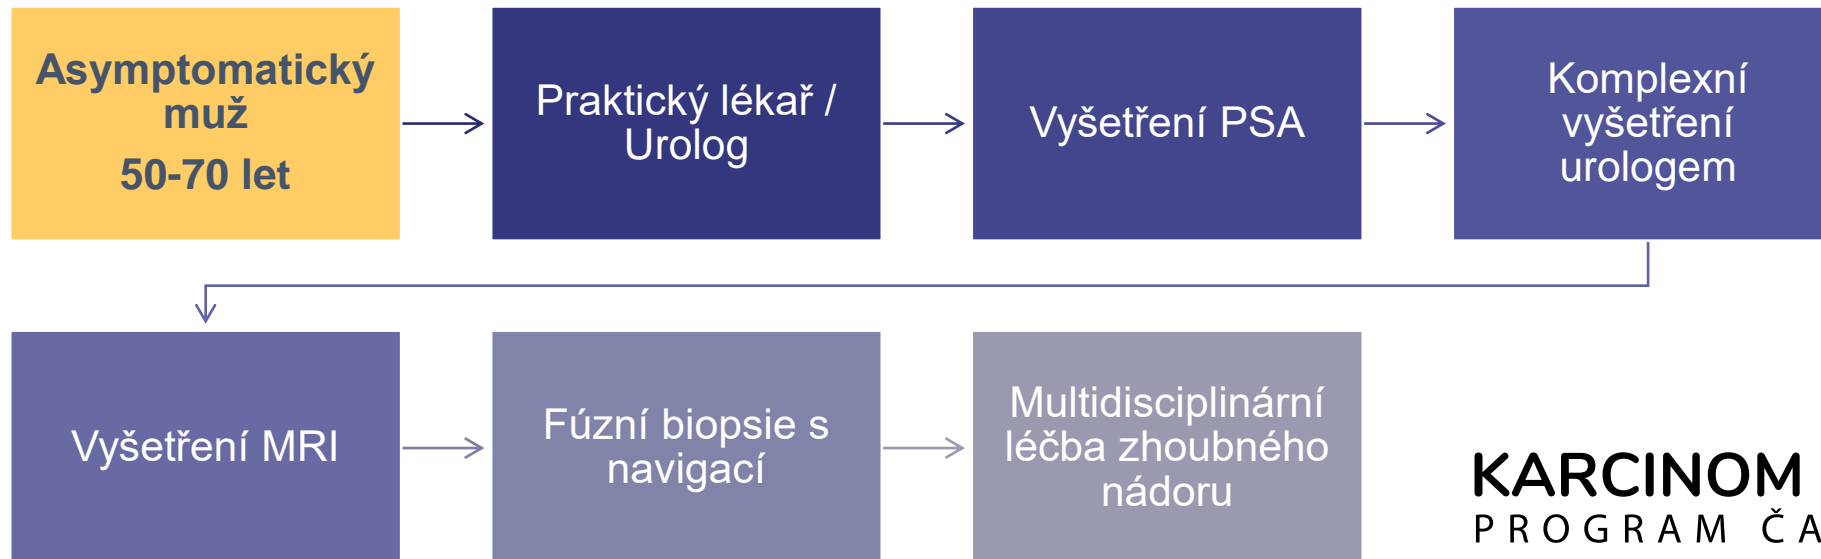 Asymptomatický
muž
50-70 let
Praktický lékař /
Urolog
Vyšetření PSA
Komplexní
vyšetření
urologem
Vyšetření MRI
Fúzní biopsie s
navigací
Multidisciplinární
léčba zhoubného
nádoru
KARCINOM
PROGRAM ČA